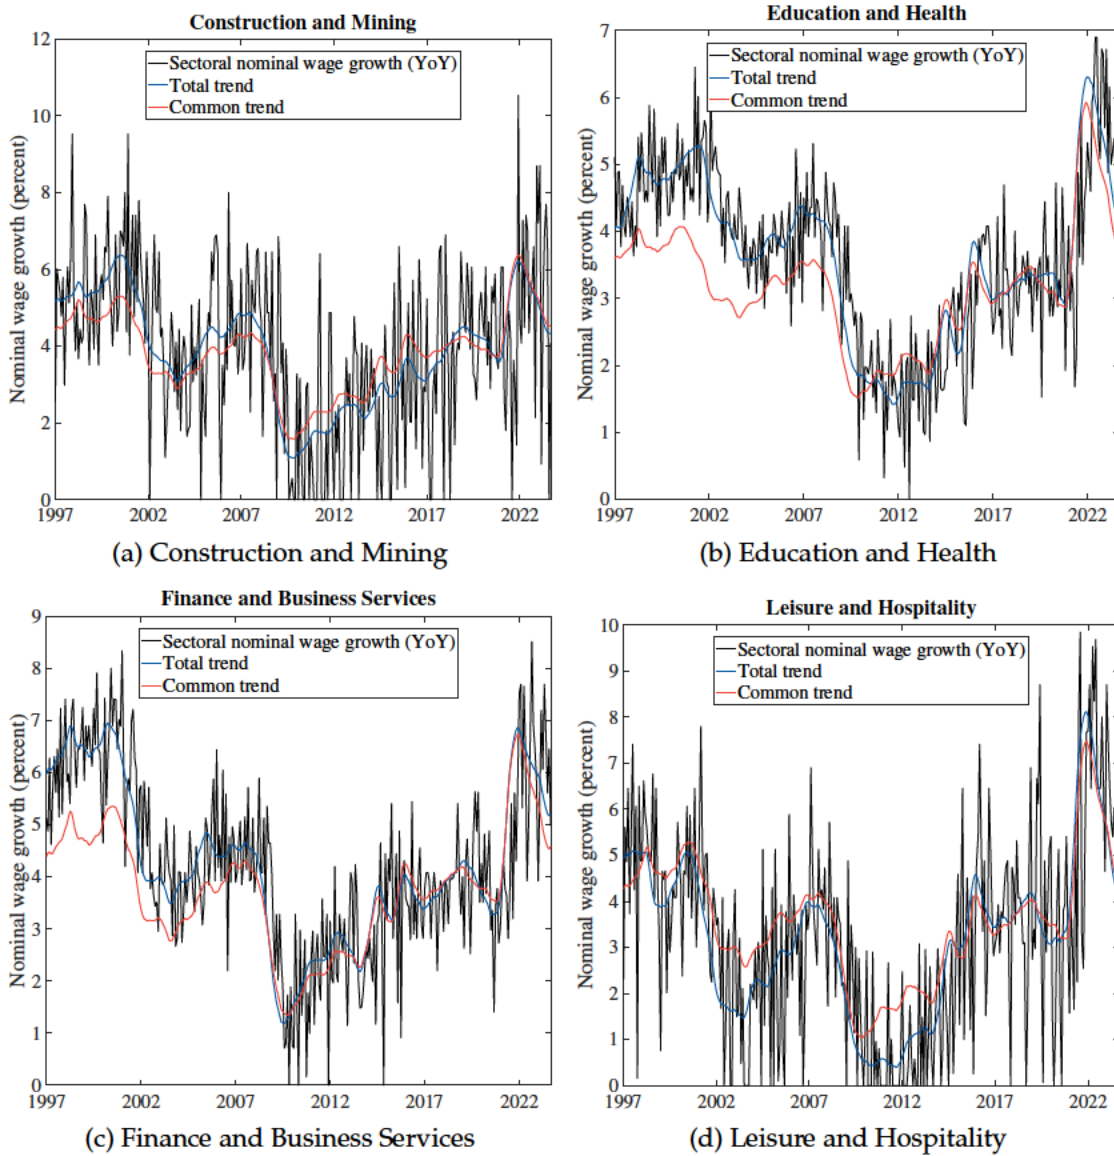 Construction and Mining
12
10
8
6
4
2
0
Nominal wage growth (percent)
Sectoral nominal wage growth (YoY)
Total trend
Common trend
1997 2002 2007 2012 2017 2022
(a) Construction and Mining
Education and Health
7
6
5
4
3
2
1
0
Nominal wage growth (percent)
Sectoral nominal wage growth (YoY)
Total trend
Common trend
1997 2002 2007 2012 2017 2022
(b) Education and Health
Finance and Business Services
9
8
7
6
5
4
3
2
1
0
Nominal wage growth (percent)
Sectoral nominal wage growth (YoY)
Total trend
Common trend
1997 2002 2007 2012 2017 2022
(c) Finance and Business Services
Leisure and Hospitality
10
9
8
7
6
5
4
3
2
1
0
Nominal wage growth (percent)
Sectoral nominal wage growth (YoY)
Total trend
Common trend
1997 2002 2007 2012 2017 2022
(d) Leisure and Hospitality